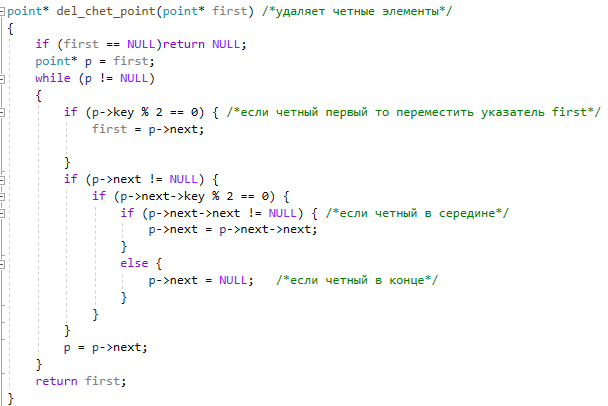 point* del_chet_point(point* first) /*удаляет четные элементы*/
{
    if (first == NULL)return NULL;
    point* p = first;
    while (p != NULL)
    {
        if (p->key % 2 == 0) { /*если четный первый то переместить указатель first*/
            first = p->next;

        }
        if (p->next != NULL) {
            if (p->next->key % 2 == 0) {
                if (p->next->next != NULL) { /*если четный в середине*/
                    p->next = p->next->next;
                }
                else {
                    p->next = NULL;   /*если четный в конце*/
                }
            }
        }
        p = p->next;
    }
    return first;
}